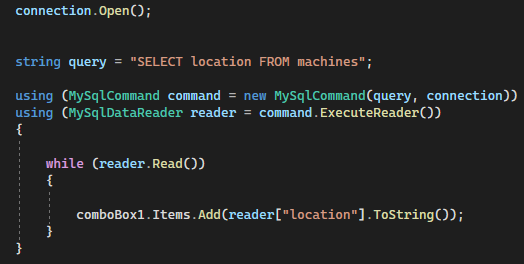 connection.Open();
string query = "SELECT location FROM machines";
using (MySqlCommand command = new MySqlCommand(query, connection))
using (MySqlDataReader reader = command.ExecuteReader())
{
while (reader.Read())
{
comboBox1.Items.Add(reader["location"].ToString());
}
}